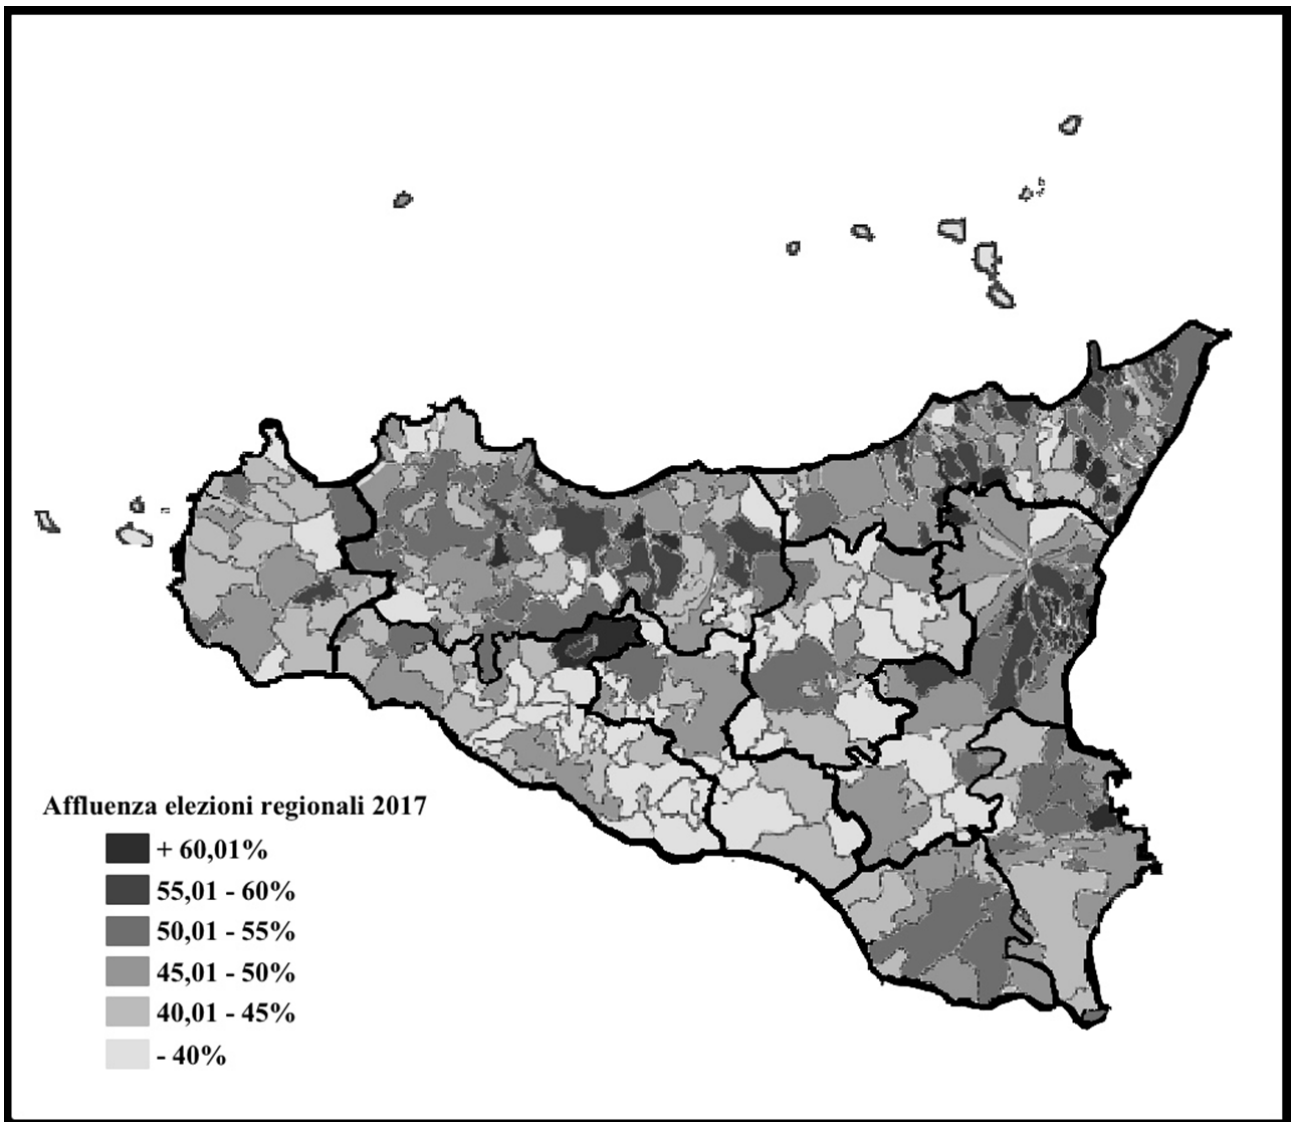 Affluenza elezioni regionali 2017
+ 60,01%
55,01 - 60%
50,01 - 55%
45,01 - 50%
40,01 - 45%
- 40%